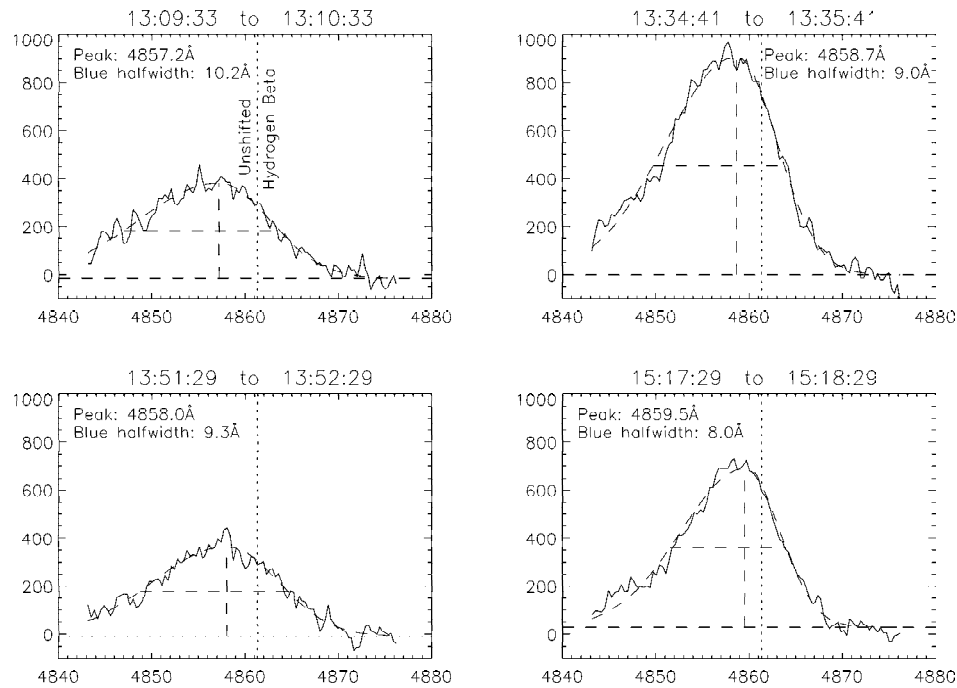 13:09:33 to 13:10:33
1000
800
600
400
200
0
Peak: 4857.2Å
Blue halfwidth: 10.2Å
Unshifted
Hydrogen Beta
4840 4850 4860 4870 4880
13:34:41 to 13:35:41
1000
800
600
400
200
0
Peak: 4858.7Å
Blue halfwidth: 9.0Å
4840 4850 4860 4870 4880
13:51:29 to 13:52:29
1000
800
600
400
200
0
Peak: 4858.0Å
Blue halfwidth: 9.3Å
4840 4850 4860 4870 4880
15:17:29 to 15:18:29
1000
800
600
400
200
0
Peak: 4859.5Å
Blue halfwidth: 8.0Å
4840 4850 4860 4870 4880